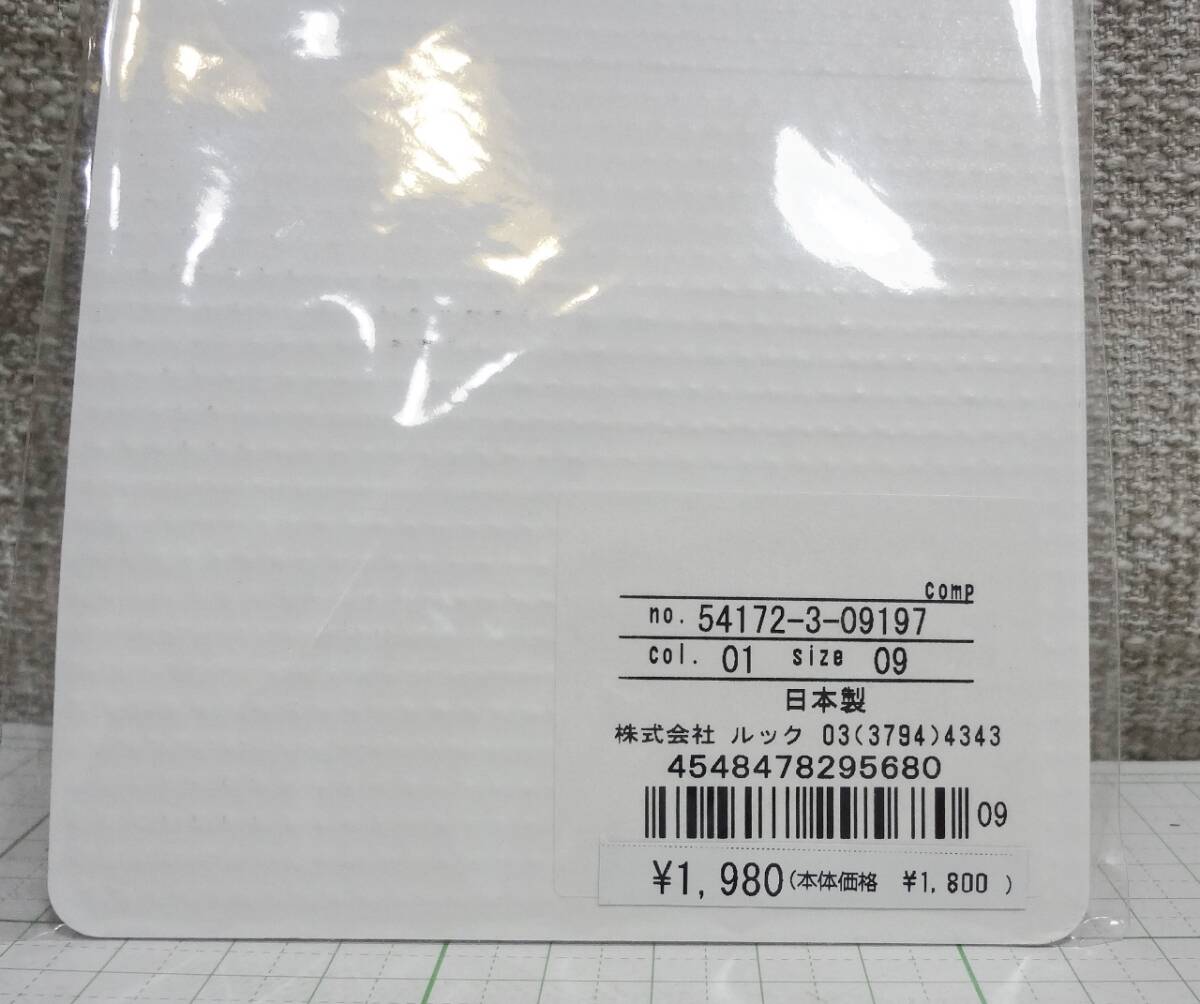 comp
no. 54172-3-09197
col. 01 size 09
日本製
株式会社 ルック 03(3794)4343
4548478295680
09
¥1,980(本体価格 ¥1,800 )